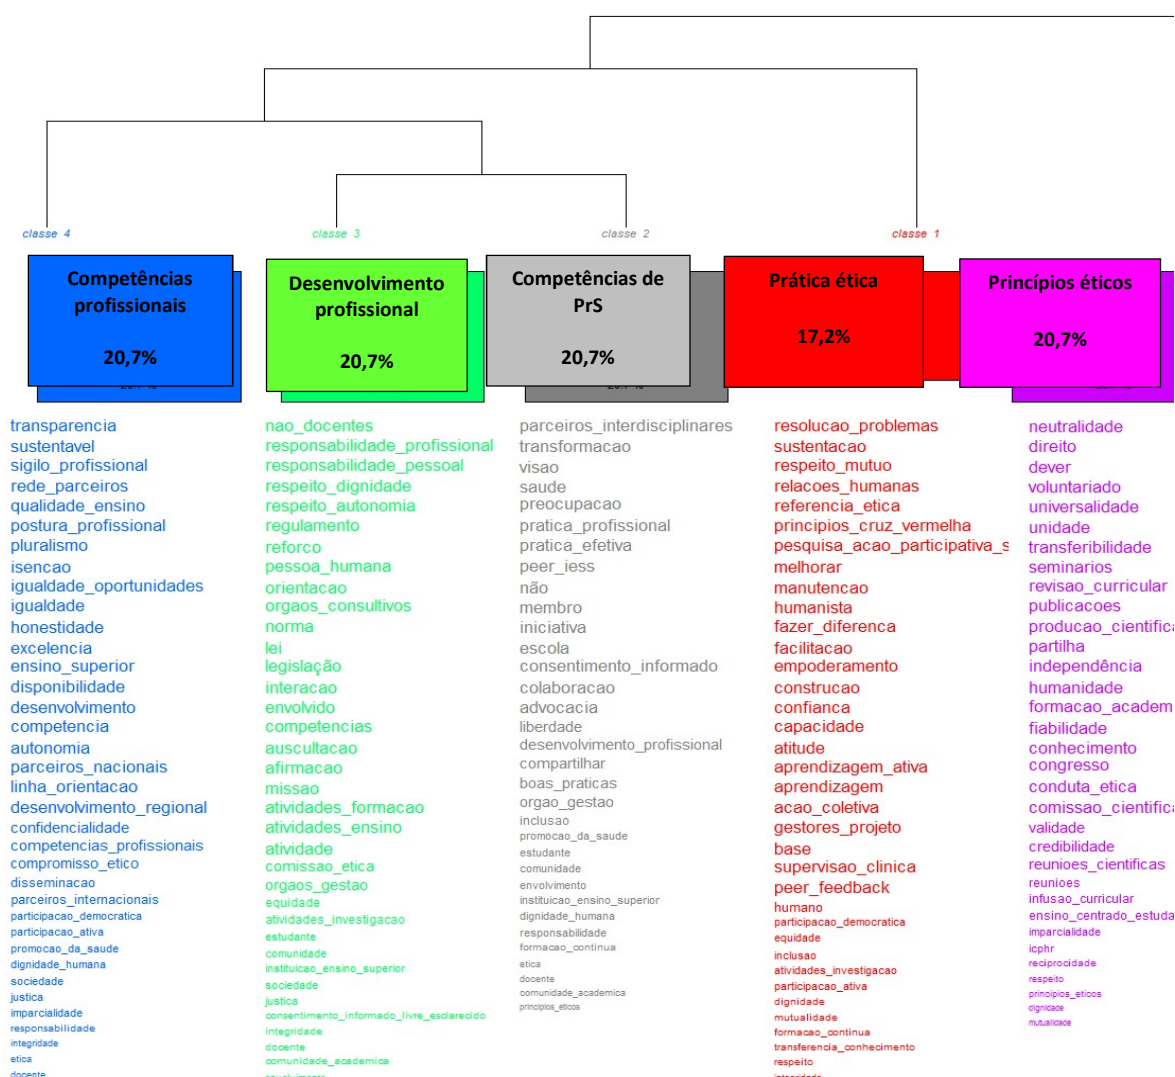 classe 4
classe 3
classe 2
classe 1
Competências
profissionais
20,7%
Desenvolvimento
profissional
20,7%
Competências de
PrS
20,7%
Prática ética
17,2%
Princípios éticos
20,7%
transparencia
sustentavel
sigilo_profissional
rede_parceiros
qualidade_ensino
postura_profissional
pluralismo
isencao
igualdade_oportunidades
igualdade
honestidade
excelencia
ensino_superior
disponibilidade
desenvolvimento
competencia
autonomia
parceiros_nacionais
linha_orientacao
desenvolvimento_regional
confidencialidade
competencias_profissionais
compromisso_etico
disseminacao
parceiros_internacionais
participacao_democratica
participacao_ativa
promocao_da_saude
dignidade_humana
sociedade
justica
imparcialidade
responsabilidade
integridade
etica
docente
nao_docentes
responsabilidade_profissional
responsabilidade_pessoal
respeito_dignidade
respeito_autonomia
regulamento
reforco
pessoa_humana
orientacao
orgaos_consultivos
norma
lei
legislação
interacao
envolvido
competencias
auscultacao
afirmacao
missao
atividades_formacao
atividades_ensino
atividade
comissao_etica
orgaos_gestao
equidade
atividades_investigacao
estudante
comunidade
instituicao_ensino_superior
sociedade
justica
consentimento_informado_livre_esclarecido
integridade
docente
comunidade_academica
parceiros_interdisciplinares
transformacao
visao
saude
preocupacao
pratica_profissional
pratica_efetiva
peer_iess
não
membro
iniciativa
escola
consentimento_informado
colaboracao
advocacia
liberdade
desenvolvimento_profissional
compartilhar
boas_praticas
orgao_gestao
inclusao
promocao_da_saude
estudante
comunidade
envolvimento
instituicao_ensino_superior
dignidade_humana
responsabilidade
formacao_continua
etica
docente
comunidade_academica
principios_eticos
resolucao_problemas
sustentacao
respeito_mutuo
relacoes_humanas
referencia_etica
principios_cruz_vermelha
pesquisa_acao_participativa_s
melhorar
manutencao
humanista
fazer_diferenca
facilitacao
empoderamento
construcao
confianca
capacidade
atitude
aprendizagem_ativa
aprendizagem
acao_coletiva
gestores_projeto
base
supervisao_clinica
peer_feedback
humano
participacao_democratica
equidade
inclusao
atividades_investigacao
participacao_ativa
dignidade
mutualidade
formacao_continua
transferencia_conhecimento
respeito
neutralidade
direito
dever
voluntariado
universalidade
unidade
transferibilidade
seminarios
revisao_curricular
publicacoes
producao_cientifica
partilha
independência
humanidade
formacao_academ
fiabilidade
conhecimento
congresso
conduta_etica
comissao_cientifica
validade
credibilidade
reunioes_cientificas
reunioes
infusao_curricular
ensino_centrado_estuda
imparcialidade
icphr
reciprocidade
respeito
principios_eticos
dignidade
mutualidade